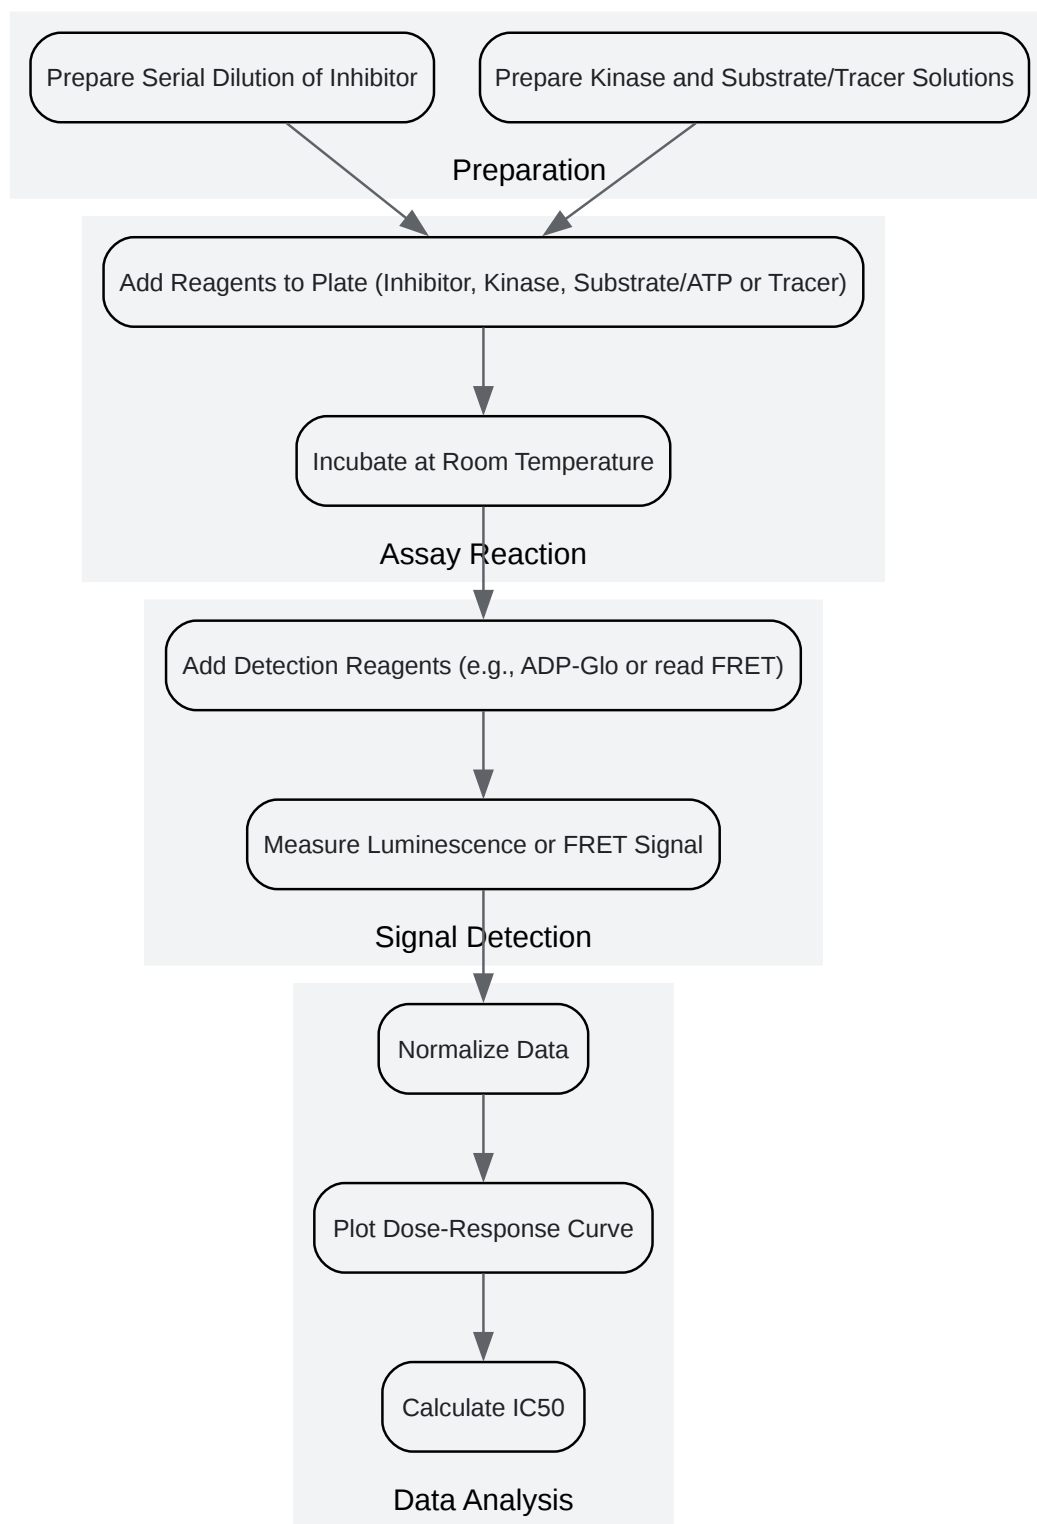 Prepare Serial Dilution of Inhibitor
Prepare Kinase and Substrate/Tracer Solutions
Preparation
Add Reagents to Plate (Inhibitor, Kinase, Substrate/ATP or Tracer)
Incubate at Room Temperature
Assay Reaction
Add Detection Reagents (e.g., ADP-Glo or read FRET)
Measure Luminescence or FRET Signal
Signal Detection
Normalize Data
Plot Dose-Response Curve
Calculate IC50
Data Analysis